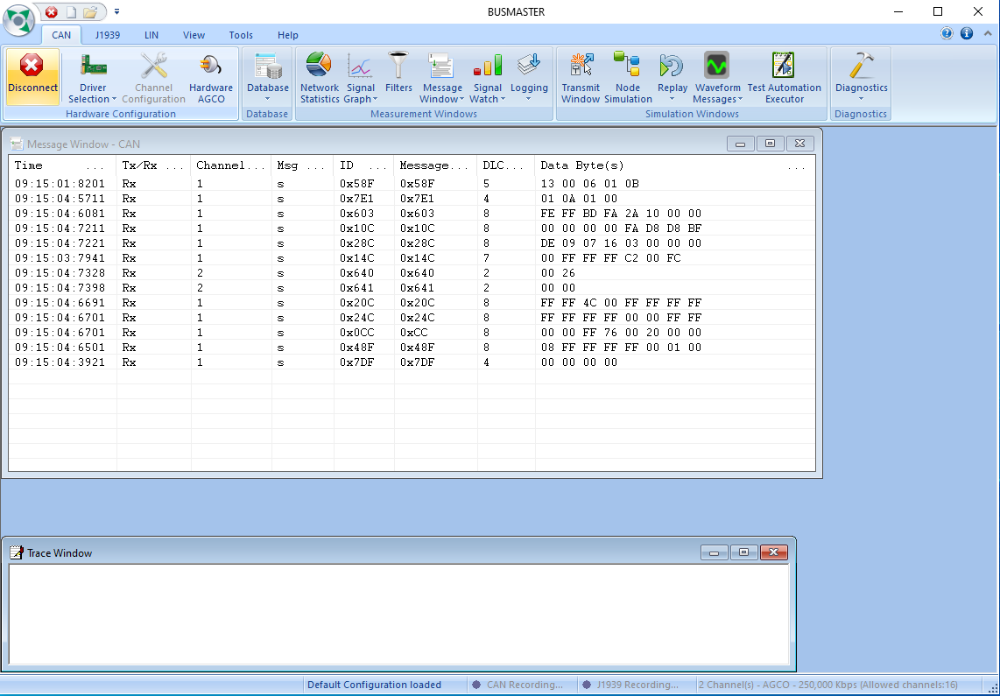 BUSMASTER
CAN J1939 LIN View Tools Help
Disconnect
Driver Selection
Channel Configuration
Hardware AGCO
Hardware Configuration
Database
Database
Network Statistics
Signal Graph
Filters
Message Window
Signal Watch
Logging
Measurement Windows
Transmit Window
Node Simulation
Replay
Waveform Messages
Test Automation Executor
Simulation Windows
Diagnostics
Diagnostics
Message Window - CAN
Time ... Tx/Rx ... Channel... Msg ... ID ... Message... DLC... Data Byte(s) ...
09:15:01:8201 Rx 1 s 0x58F 0x58F 5 13 00 06 01 0B
09:15:04:5711 Rx 1 s 0x7E1 0x7E1 4 01 0A 01 00
09:15:04:6081 Rx 1 s 0x603 0x603 8 FE FF BD FA 2A 10 00 00
09:15:04:7211 Rx 1 s 0x10C 0x10C 8 00 00 00 00 FA D8 D8 BF
09:15:04:7221 Rx 1 s 0x28C 0x28C 8 DE 09 07 16 03 00 00 00
09:15:03:7941 Rx 1 s 0x14C 0x14C 7 00 FF FF FF C2 00 FC
09:15:04:7328 Rx 2 s 0x640 0x640 2 00 26
09:15:04:7398 Rx 2 s 0x641 0x641 2 00 00
09:15:04:6691 Rx 1 s 0x20C 0x20C 8 FF FF 4C 00 FF FF FF FF
09:15:04:6701 Rx 1 s 0x24C 0x24C 8 FF FF FF FF 00 00 FF FF
09:15:04:6701 Rx 1 s 0x0CC 0xCC 8 00 00 FF 76 00 20 00 00
09:15:04:6501 Rx 1 s 0x48F 0x48F 8 08 FF FF FF FF 00 01 00
09:15:04:3921 Rx 1 s 0x7DF 0x7DF 4 00 00 00 00
Trace Window
Default Configuration loaded CAN Recording... J1939 Recording... 2 Channel(s) - AGCO - 250,000 Kbps (Allowed channels:16)